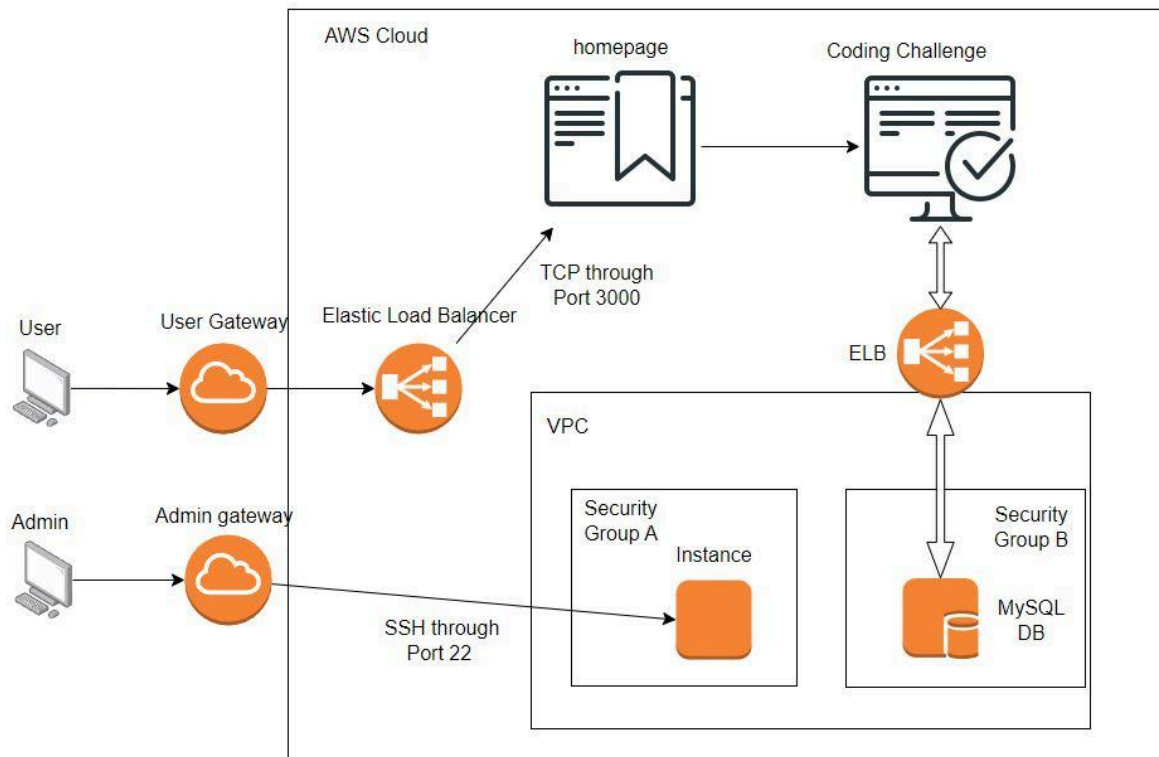 AWS Cloud
homepage
Coding Challenge
TCP through
Port 3000
User
User Gateway
Elastic Load Balancer
ELB
VPC
Admin
Admin gateway
SSH through
Port 22
Security
Group A
Instance
Security
Group B
MySQL
DB